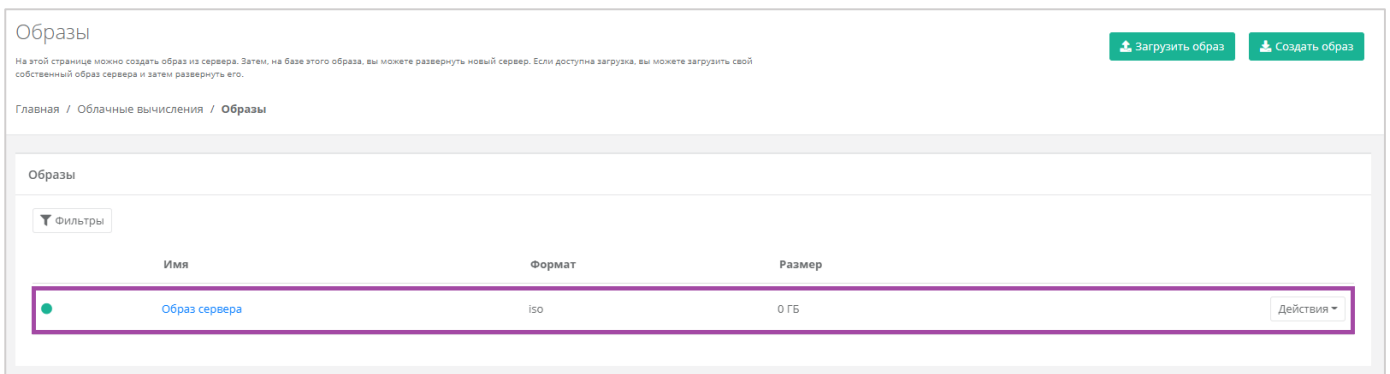 Образы
Загрузить образ
Создать образ
На этой странице можно создать образ из сервера. Затем, на базе этого образа, вы можете развернуть новый сервер. Если доступна загрузка, вы можете загрузить свой
собственный образ сервера и затем развернуть его.
Главная / Облачные вычисления / Образы
Образы
Фильтры
Имя Формат Размер
Образ сервера iso 0 ГБ Действия